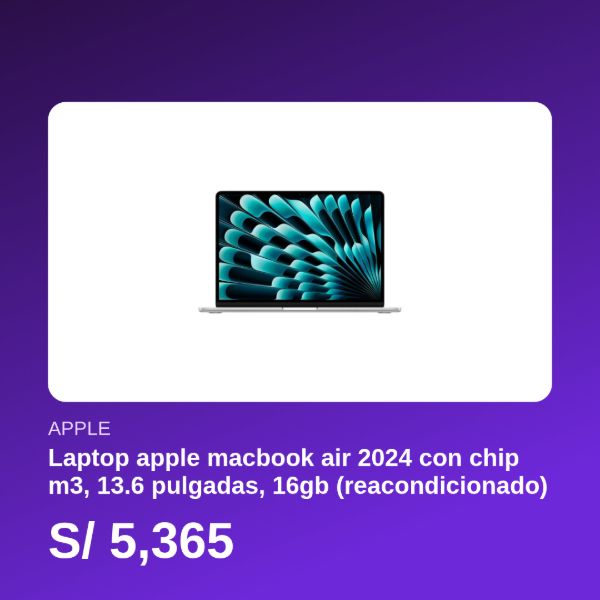 APPLE
Laptop apple macbook air 2024 con chip
m3, 13.6 pulgadas, 16gb (reacondicionado)
S/ 5,365